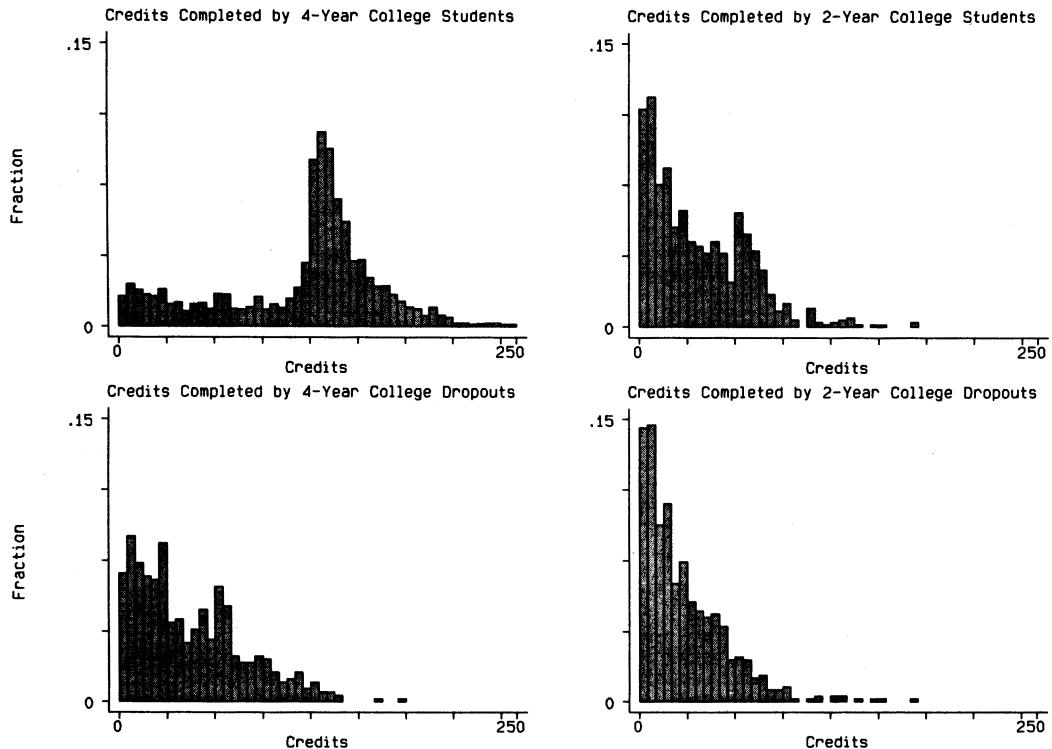 Credits Completed by 4-Year College Students
.15
Fraction
0
0
250
Credits
Credits Completed by 2-Year College Students
.15
0
0
250
Credits
Credits Completed by 4-Year College Dropouts
.15
Fraction
0
0
250
Credits
Credits Completed by 2-Year College Dropouts
.15
0
0
250
Credits